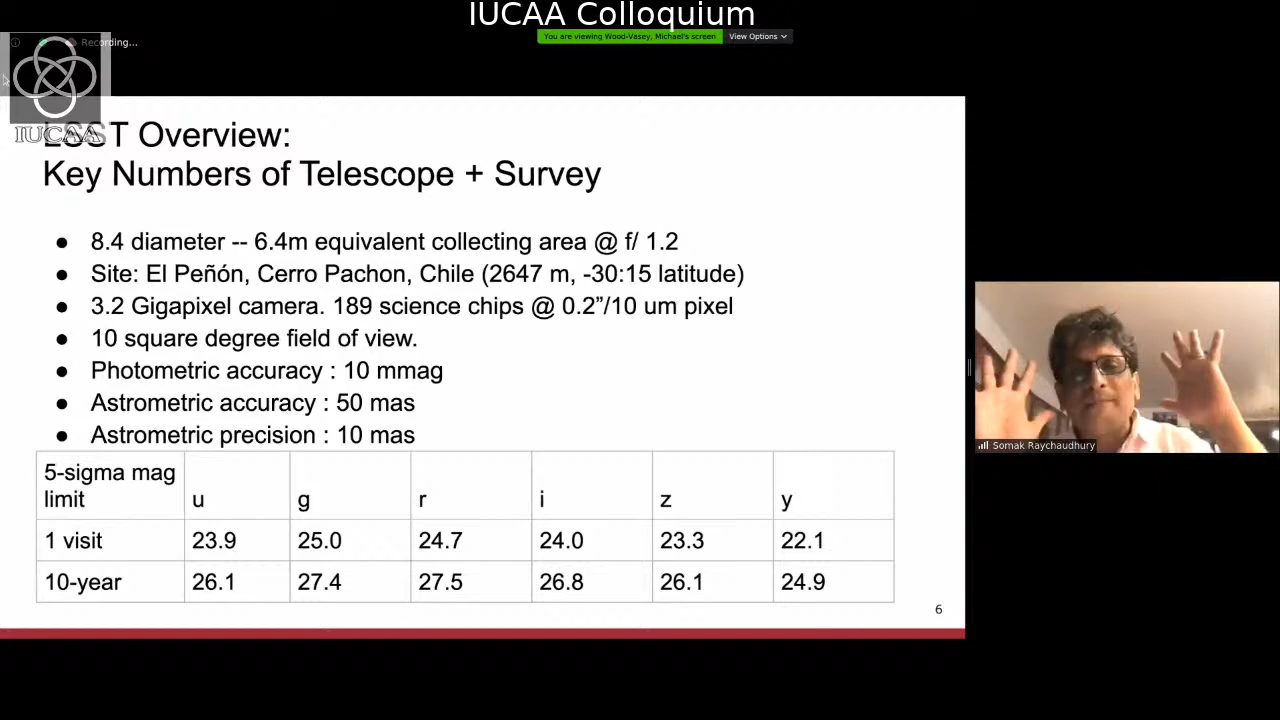 IUCAA Colloquium
You are viewing Wood-Vasey, Michael's screen
View Options
Recording...
IUCAA
LSST Overview:
Key Numbers of Telescope + Survey
● 8.4 diameter -- 6.4m equivalent collecting area @ f/ 1.2
● Site: El Peñón, Cerro Pachon, Chile (2647 m, -30:15 latitude)
● 3.2 Gigapixel camera. 189 science chips @ 0.2”/10 um pixel
● 10 square degree field of view.
● Photometric accuracy : 10 mmag
● Astrometric accuracy : 50 mas
● Astrometric precision : 10 mas
5-sigma mag
limit u g r i z y
1 visit 23.9 25.0 24.7 24.0 23.3 22.1
10-year 26.1 27.4 27.5 26.8 26.1 24.9
6
Somak Raychaudhury